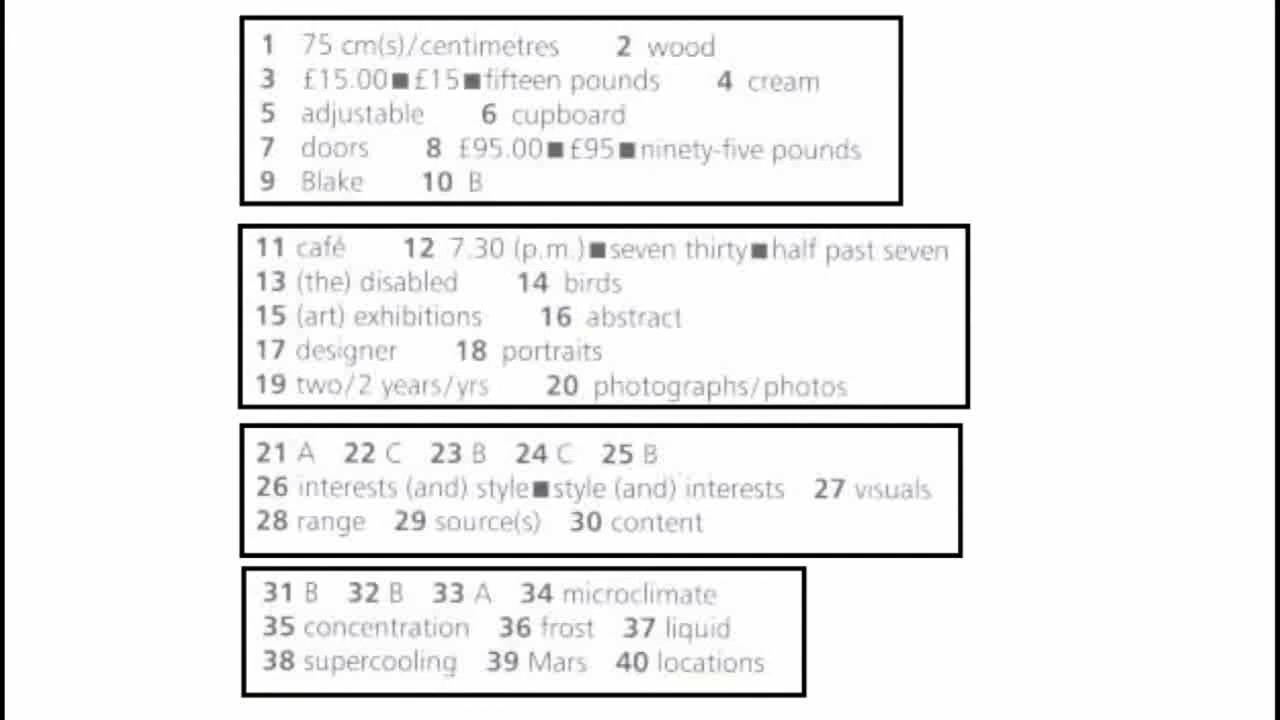 1 75 cm(s)/centimetres 2 wood
3 £15.00■£15■fifteen pounds 4 cream
5 adjustable 6 cupboard
7 doors 8 £95.00■£95■ninety-five pounds
9 Blake 10 B
11 café 12 7.30 (p.m.)■seven thirty■half past seven
13 (the) disabled 14 birds
15 (art) exhibitions 16 abstract
17 designer 18 portraits
19 two/2 years/yrs 20 photographs/photos
21 A 22 C 23 B 24 C 25 B
26 interests (and) style■style (and) interests 27 visuals
28 range 29 source(s) 30 content
31 B 32 B 33 A 34 microclimate
35 concentration 36 frost 37 liquid
38 supercooling 39 Mars 40 locations